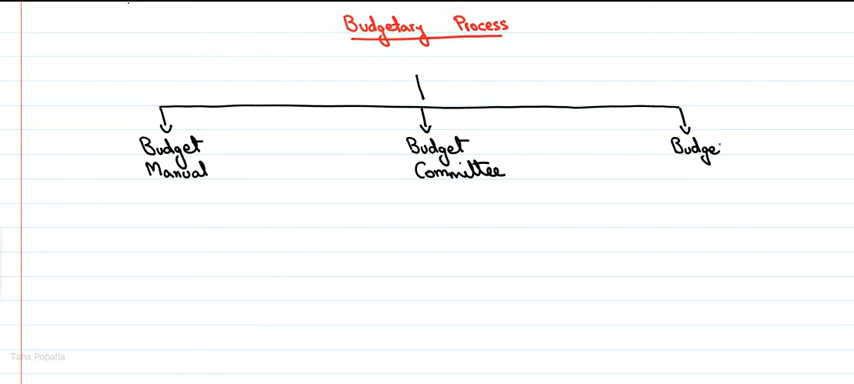 Budgetary Process
Budget Manual
Budget Committee
Budge
Taha Popatia